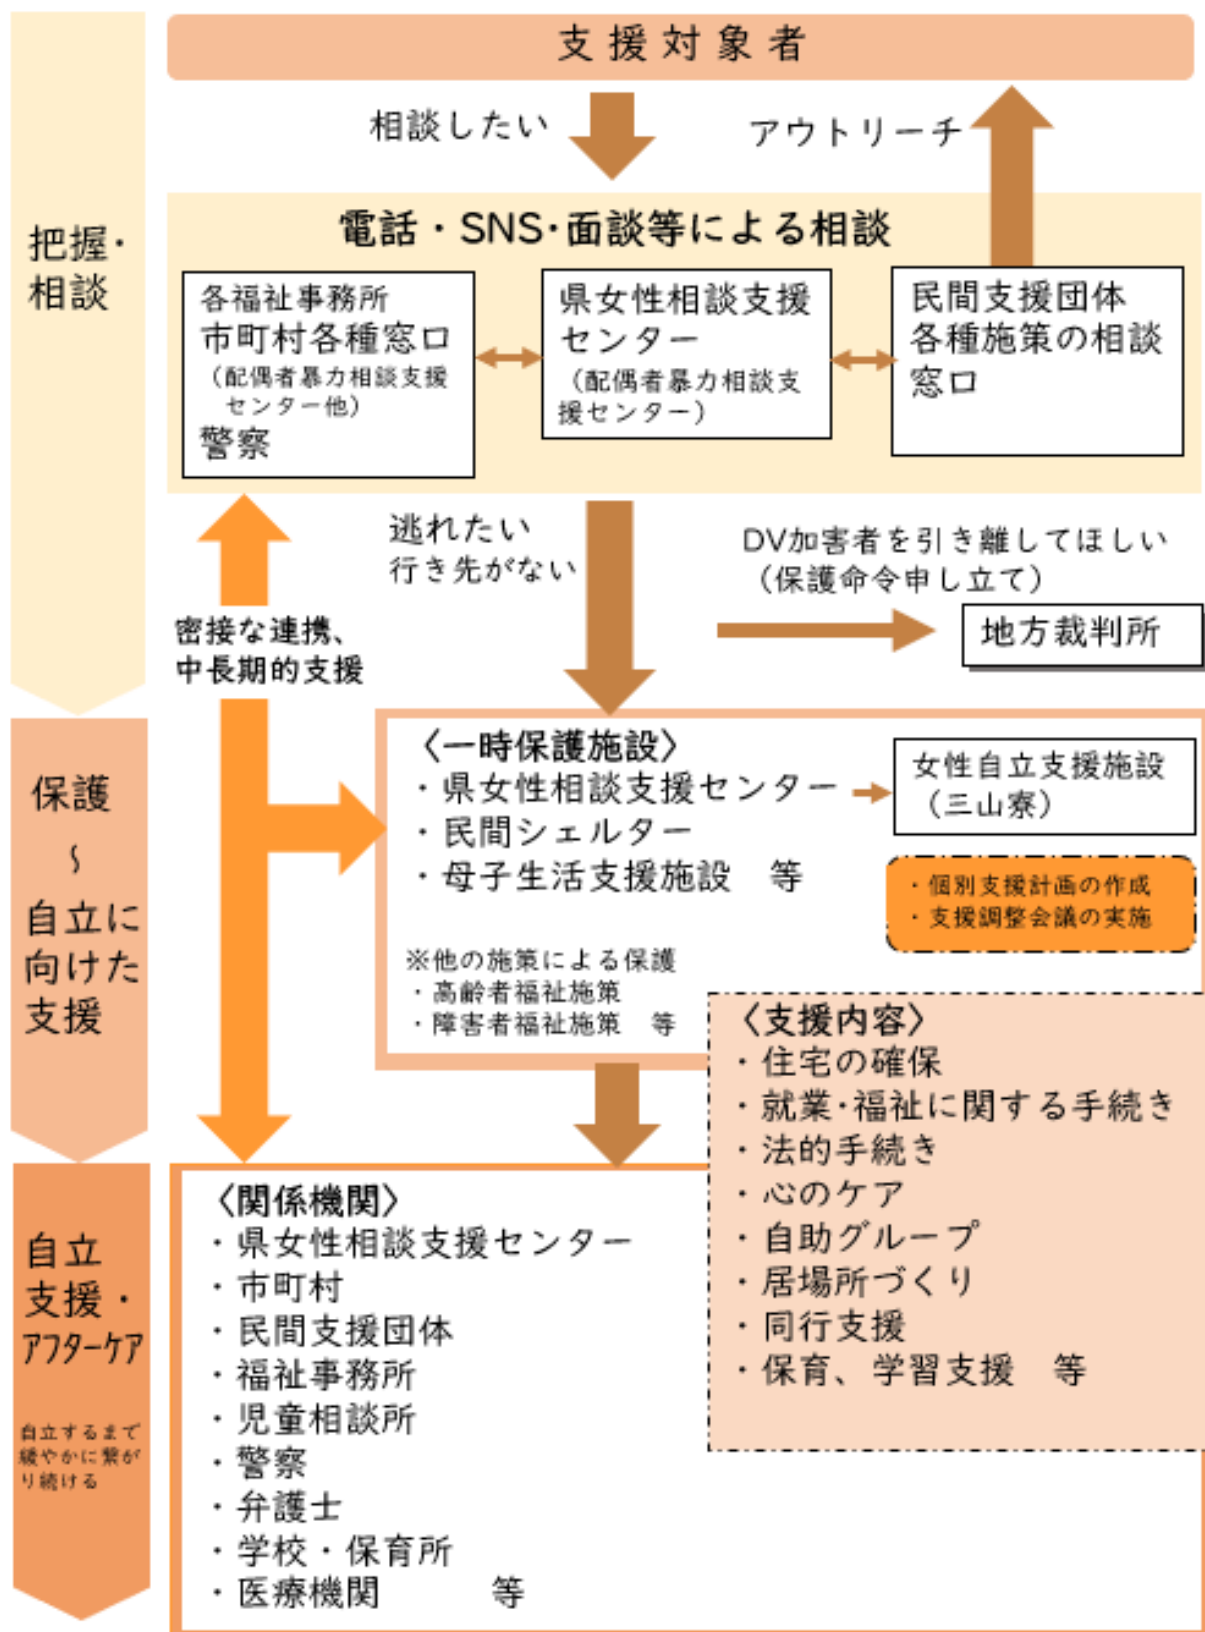 支援対象者
相談したい
アウトリーチ
把握・
相談
電話・SNS・面談等による相談
各福祉事務所
市町村各種窓口
（配偶者暴力相談支援
センター他）
警察
県女性相談支援
センター
（配偶者暴力相談支
援センター）
民間支援団体
各種施策の相談
窓口
逃れたい
行き先がない
DV加害者を引き離してほしい
（保護命令申し立て）
地方裁判所
密接な連携、
中長期的支援
保護
〜
自立に
向けた
支援
〈一時保護施設〉
・県女性相談支援センター
・民間シェルター
・母子生活支援施設　等
※他の施策による保護
・高齢者福祉施策
・障害者福祉施策　等
女性自立支援施設
（三山寮）
・個別支援計画の作成
・支援調整会議の実施
〈支援内容〉
・住宅の確保
・就業・福祉に関する手続き
・法的手続き
・心のケア
・自助グループ
・居場所づくり
・同行支援
・保育、学習支援　等
自立
支援・
アフターケア
自立するまで
緩やかに繋が
り続ける
〈関係機関〉
・県女性相談支援センター
・市町村
・民間支援団体
・福祉事務所
・児童相談所
・警察
・弁護士
・学校・保育所
・医療機関　　　等